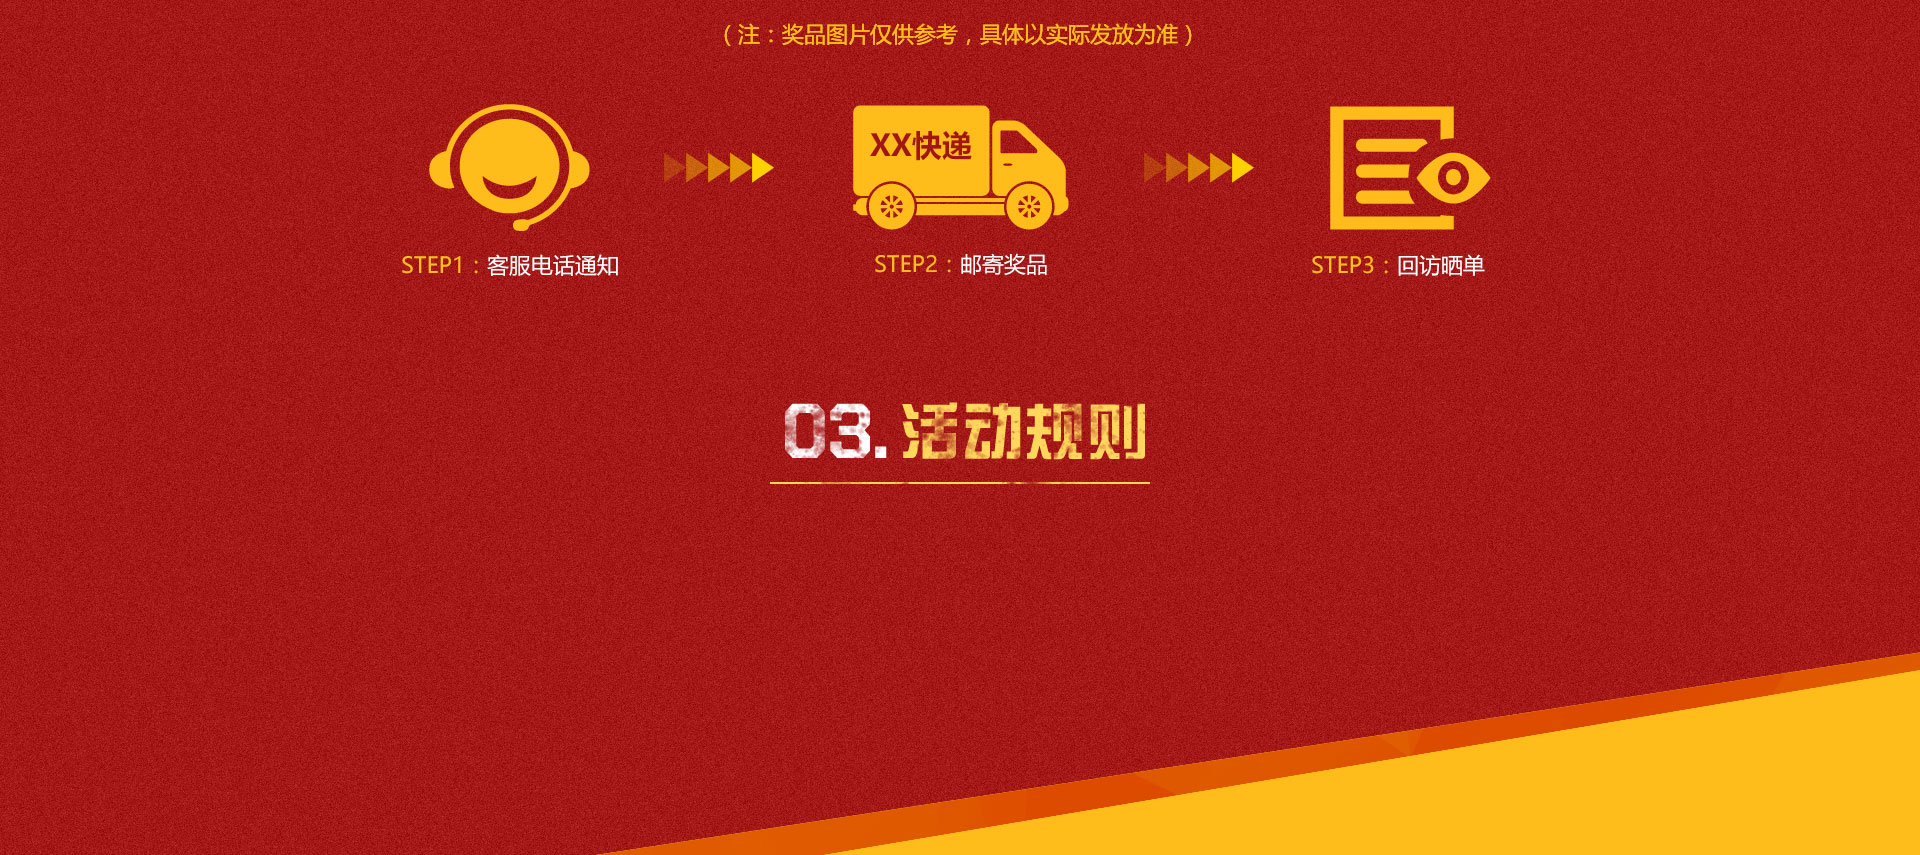 （注：奖品图片仅供参考，具体以实际发放为准）
XX快递
STEP1：客服电话通知
STEP2：邮寄奖品
STEP3：回访晒单
03.活动规则